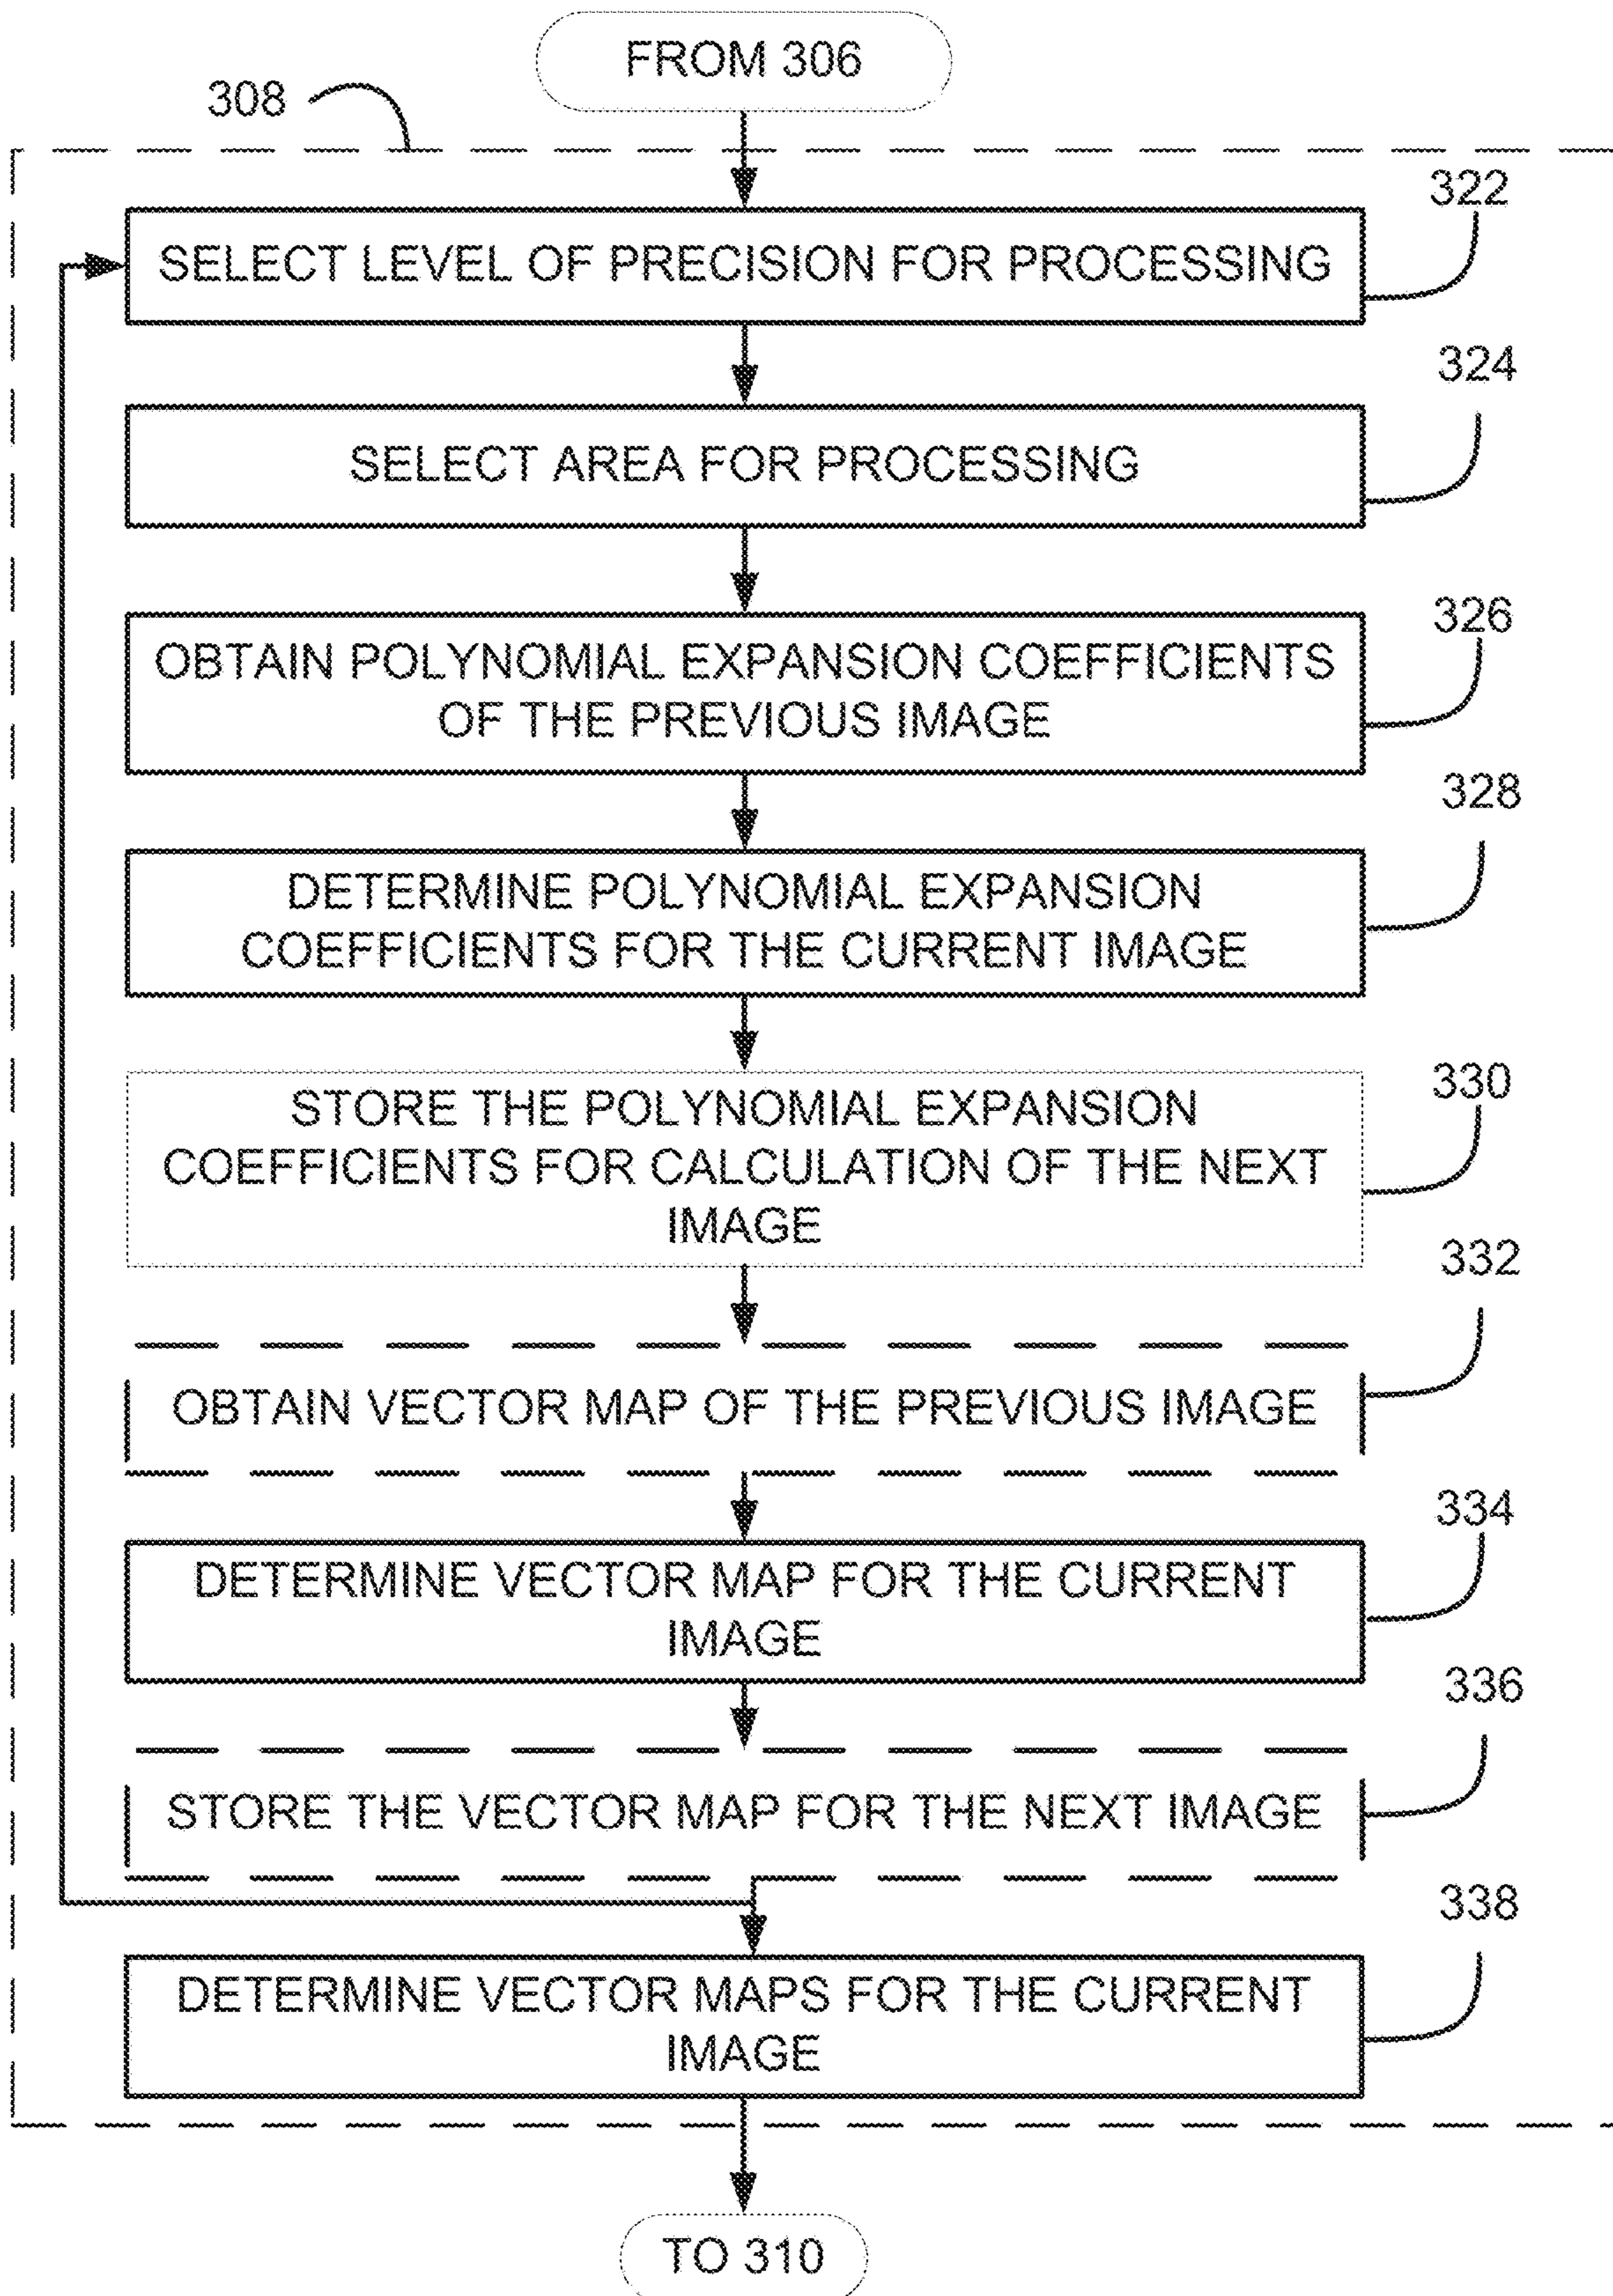 FROM 306
308
322
SELECT LEVEL OF PRECISION FOR PROCESSING
324
SELECT AREA FOR PROCESSING
326
OBTAIN POLYNOMIAL EXPANSION COEFFICIENTS
OF THE PREVIOUS IMAGE
328
DETERMINE POLYNOMIAL EXPANSION
COEFFICIENTS FOR THE CURRENT IMAGE
330
STORE THE POLYNOMIAL EXPANSION
COEFFICIENTS FOR CALCULATION OF THE NEXT
IMAGE
332
OBTAIN VECTOR MAP OF THE PREVIOUS IMAGE
334
DETERMINE VECTOR MAP FOR THE CURRENT
IMAGE
336
STORE THE VECTOR MAP FOR THE NEXT IMAGE
338
DETERMINE VECTOR MAPS FOR THE CURRENT
IMAGE
TO 310